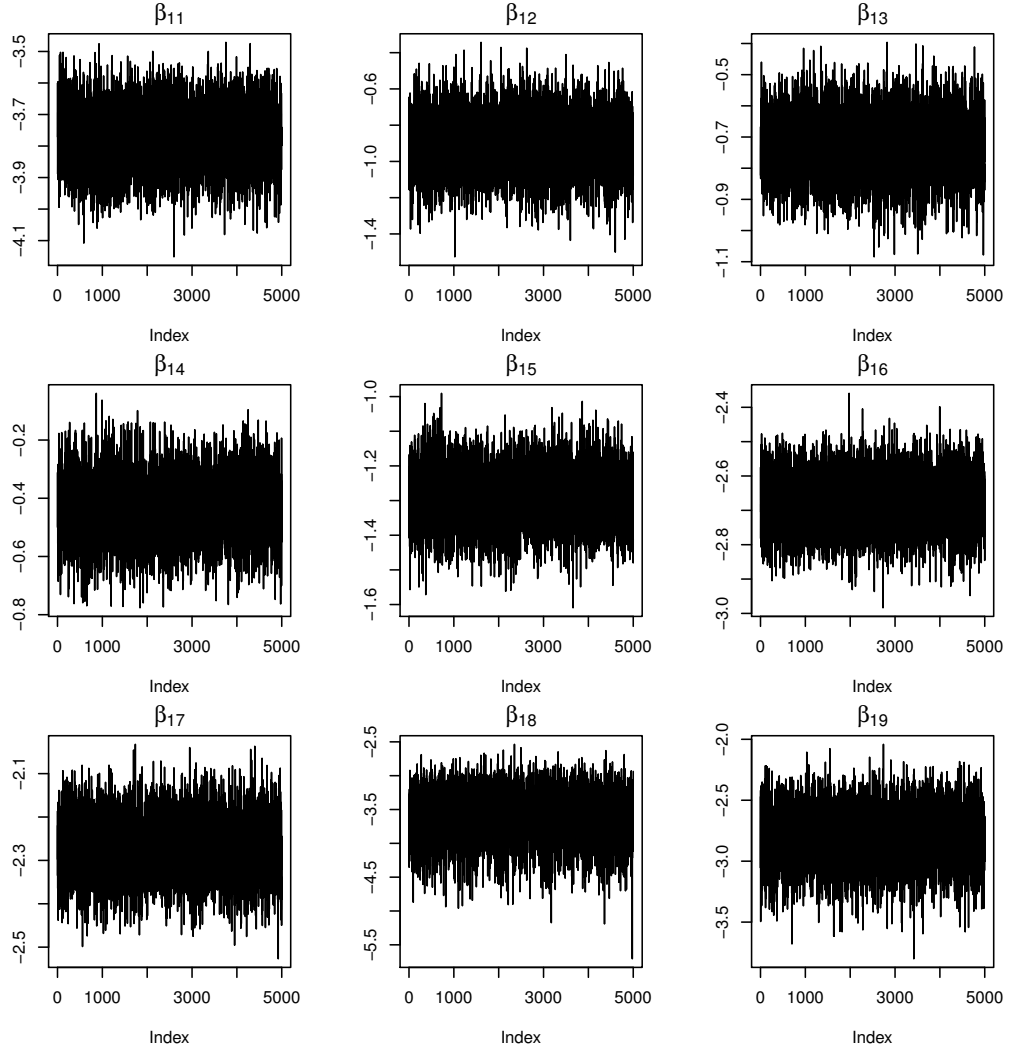 β₁₁ β₁₂ β₁₃
−3.5 −3.7 −3.9 −4.1
−0.6 −1.0 −1.4
−0.5 −0.7 −0.9 −1.1
0 1000 3000 5000 0 1000 3000 5000 0 1000 3000 5000
Index Index Index
β₁₄ β₁₅ β₁₆
−0.2 −0.4 −0.6 −0.8
−1.0 −1.2 −1.4 −1.6
−2.4 −2.6 −2.8 −3.0
0 1000 3000 5000 0 1000 3000 5000 0 1000 3000 5000
Index Index Index
β₁₇ β₁₈ β₁₉
−2.1 −2.3 −2.5
−2.5 −3.5 −4.5 −5.5
−2.0 −2.5 −3.0 −3.5
0 1000 3000 5000 0 1000 3000 5000 0 1000 3000 5000
Index Index Index